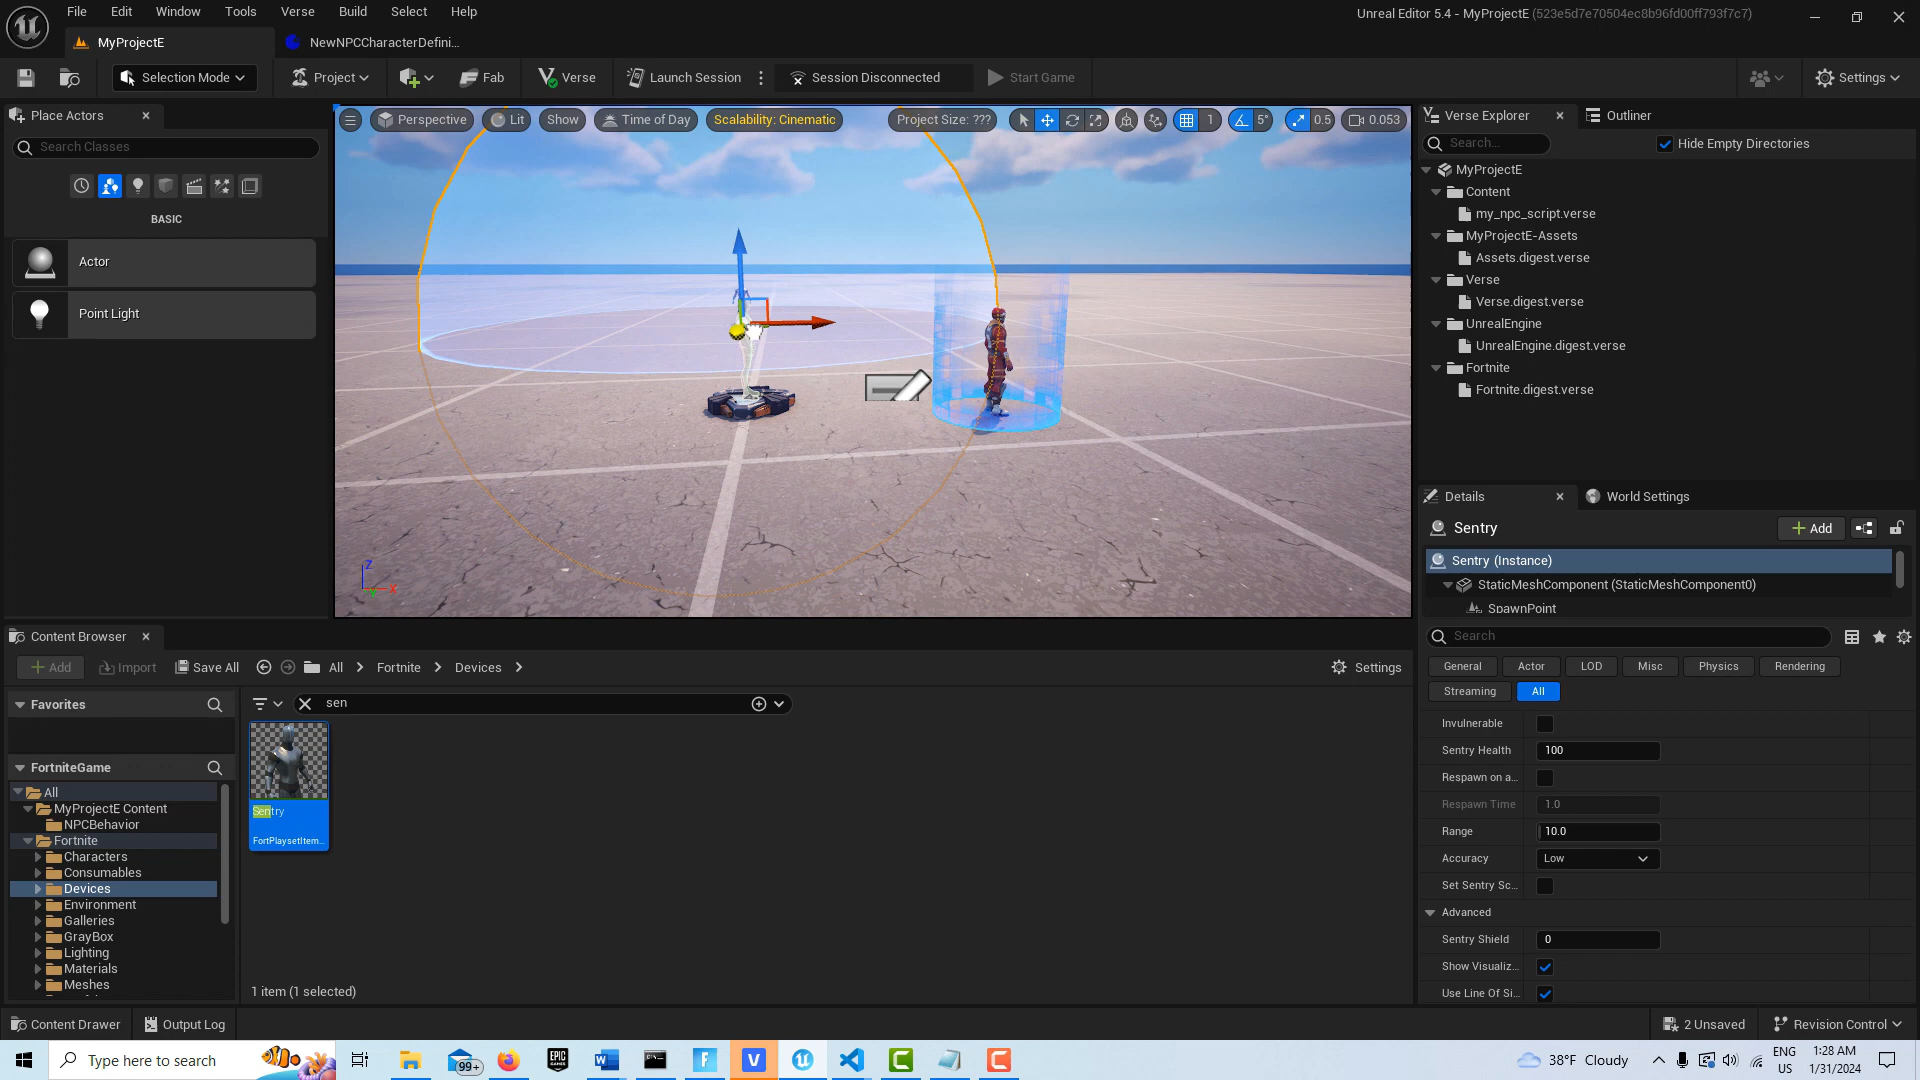 File Edit Window Tools Verse Build Select Help
Unreal Editor 5.4 - MyProjectE (523e5d7e70504ec8b96fd00ff793f7c7)
MyProjectE
NewNPCCharacterDefini...
Selection Mode
Project
Fab
Verse
Launch Session
Session Disconnected
Start Game
Settings
Place Actors
Search Classes
BASIC
Actor
Point Light
Perspective
Lit
Show
Time of Day
Scalability: Cinematic
Project Size: ???
1
5°
0.5
0.053
Z
X
Verse Explorer
Outliner
Search...
Hide Empty Directories
MyProjectE
Content
my_npc_script.verse
MyProjectE-Assets
Assets.digest.verse
Verse
Verse.digest.verse
UnrealEngine
UnrealEngine.digest.verse
Fortnite
Fortnite.digest.verse
Details
World Settings
Sentry
Add
Sentry (Instance)
StaticMeshComponent (StaticMeshComponent0)
SpawnPoint
Search
General Actor LOD Misc Physics Rendering
Streaming All
Invulnerable
Sentry Health 100
Respawn on a...
Respawn Time 1.0
Range 10.0
Accuracy Low
Set Sentry Sc...
Advanced
Sentry Shield 0
Show Visualiz...
Use Line Of Si...
Content Browser
Add
Import
Save All
All
Fortnite
Devices
Settings
Favorites
FortniteGame
All
MyProjectE Content
NPCBehavior
Fortnite
Characters
Consumables
Devices
Environment
Galleries
GrayBox
Lighting
Materials
Meshes
sen
Sentry
FortPlaysetItem...
1 item (1 selected)
Content Drawer
Output Log
2 Unsaved
Revision Control
Type here to search
99+
EPIC GAMES
38°F Cloudy
ENG
US
1:28 AM
1/31/2024